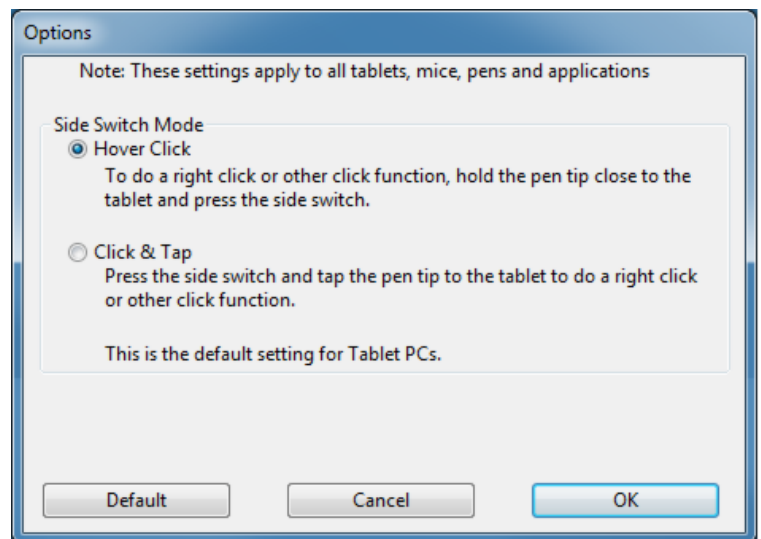 Options
Note: These settings apply to all tablets, mice, pens and applications
Side Switch Mode
Hover Click
To do a right click or other click function, hold the pen tip close to the
tablet and press the side switch.
Click & Tap
Press the side switch and tap the pen tip to the tablet to do a right click
or other click function.
This is the default setting for Tablet PCs.
Default
Cancel
OK